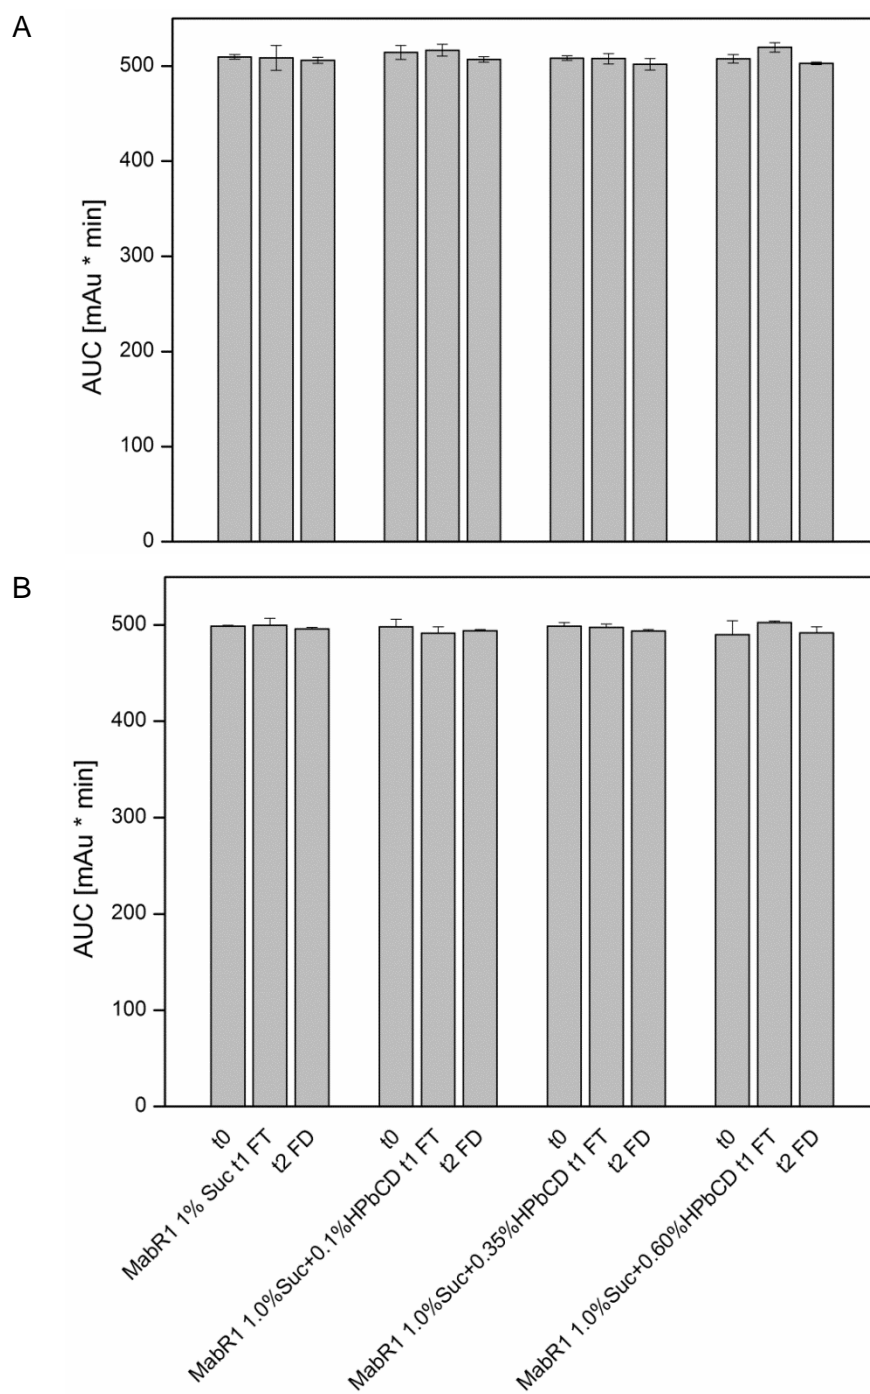 A
AUC [mAu * min]
500
400
300
200
100
0
B
AUC [mAu * min]
500
400
300
200
100
0
t0
MabR1 1% Suc t1 FT
t2 FD
t0
MabR1 1.0%Suc+0.1%HPbCD t1 FT
t2 FD
t0
MabR1 1.0%Suc+0.35%HPbCD t1 FT
t2 FD
t0
MabR1 1.0%Suc+0.60%HPbCD t1 FT
t2 FD